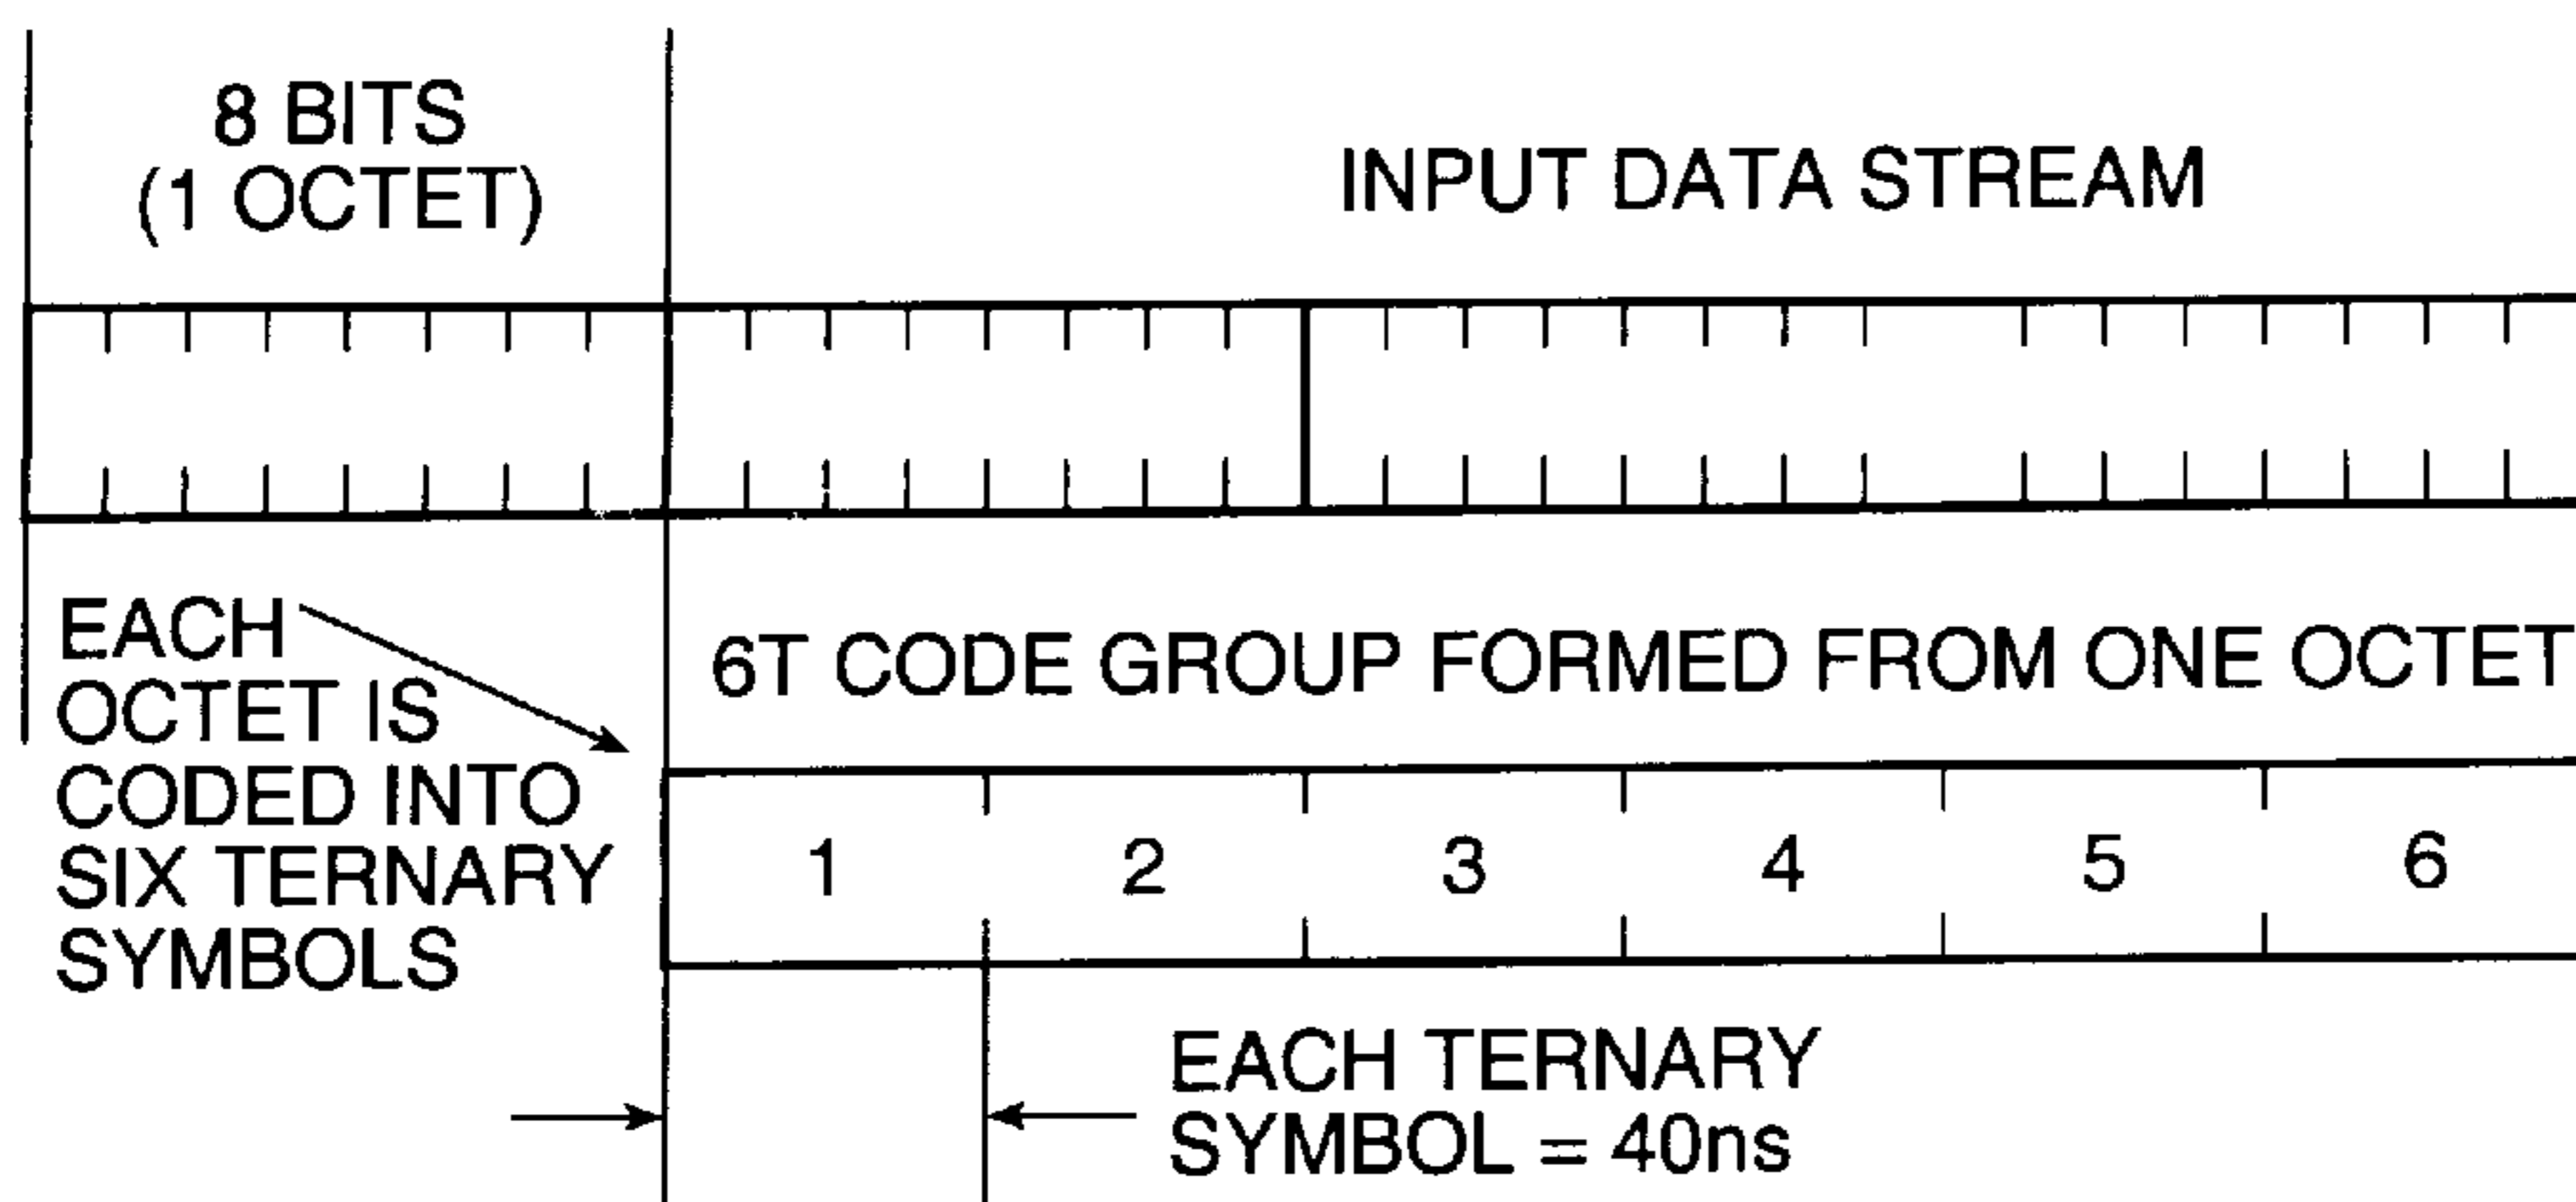 8 BITS
(1 OCTET)
INPUT DATA STREAM
EACH
OCTET IS
CODED INTO
SIX TERNARY
SYMBOLS
6T CODE GROUP FORMED FROM ONE OCTET
1 2 3 4 5 6
EACH TERNARY
SYMBOL = 40ns